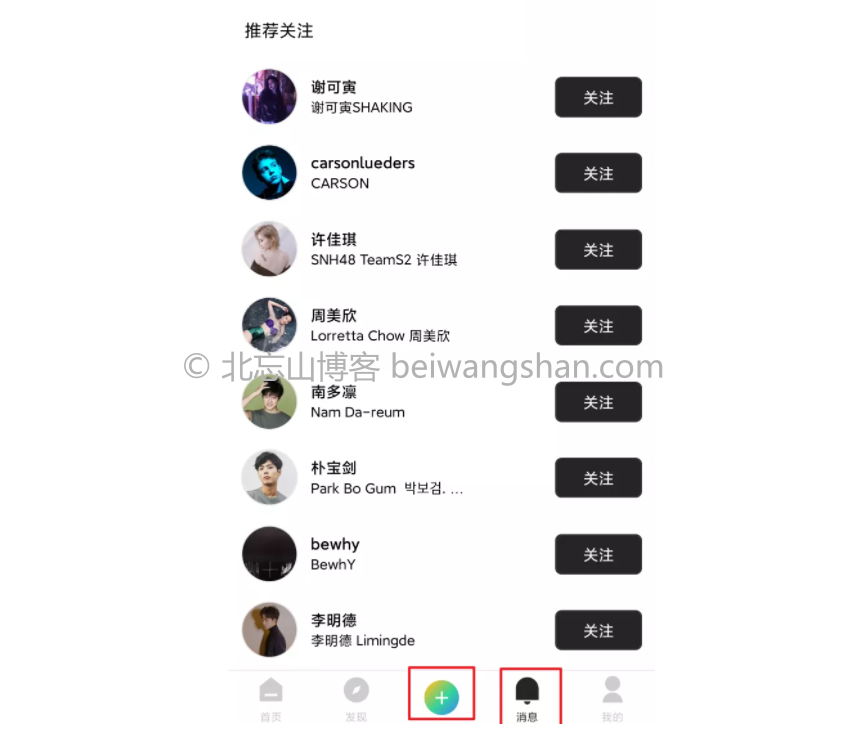 推荐关注
谢可寅
谢可寅SHAKING
关注
carsonlueders
CARSON
关注
许佳琪
SNH48 TeamS2 许佳琪
关注
周美欣
Lorretta Chow 周美欣
关注
© 北忘山博客 beiwangshan.com
南多凛
Nam Da-reum
关注
朴宝剑
Park Bo Gum 박보검. ...
关注
bewhy
BewhY
关注
李明德
李明德 Limingde
关注
首页
发现
消息
我的